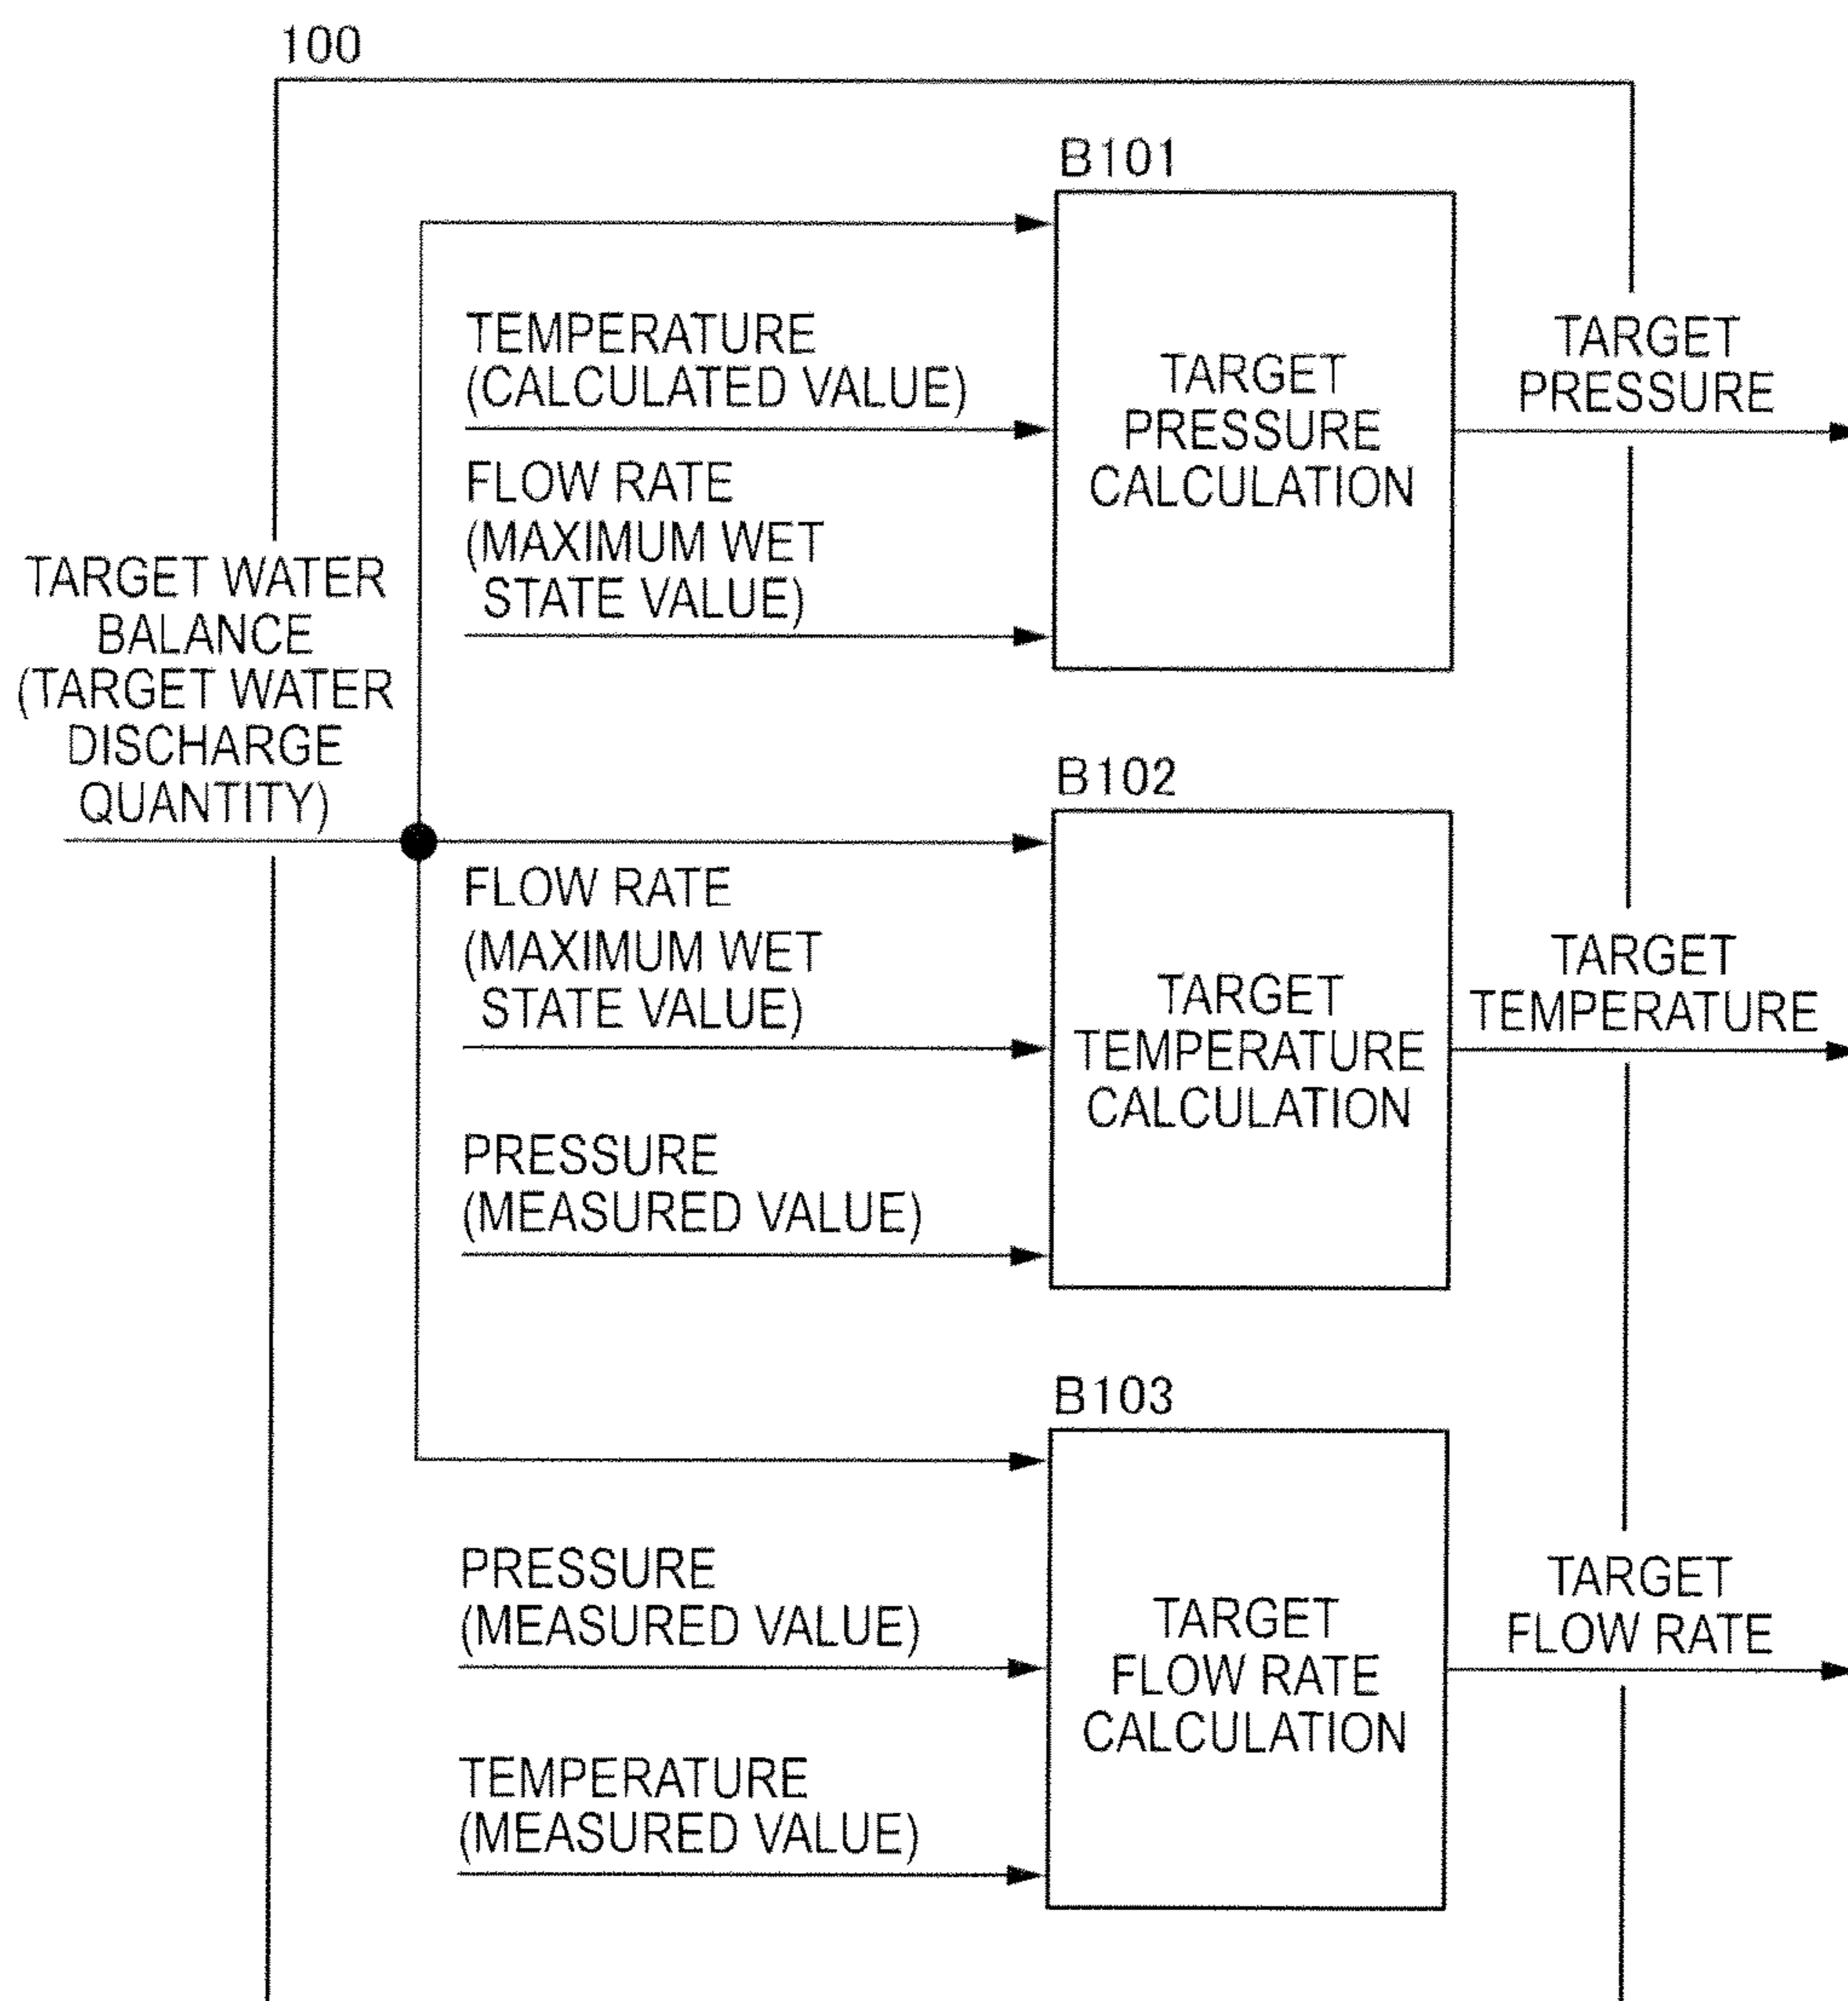 100
B101
TEMPERATURE
(CALCULATED VALUE)
FLOW RATE
(MAXIMUM WET
STATE VALUE)
TARGET
PRESSURE
CALCULATION
TARGET
PRESSURE
TARGET WATER
BALANCE
(TARGET WATER
DISCHARGE
QUANTITY)
B102
FLOW RATE
(MAXIMUM WET
STATE VALUE)
PRESSURE
(MEASURED VALUE)
TARGET
TEMPERATURE
CALCULATION
TARGET
TEMPERATURE
B103
PRESSURE
(MEASURED VALUE)
TEMPERATURE
(MEASURED VALUE)
TARGET
FLOW RATE
CALCULATION
TARGET
FLOW RATE